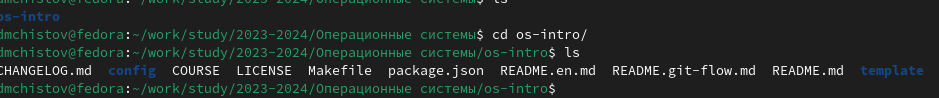 os-intro
dmchistov@fedora:~/work/study/2023-2024/Операционные системы$ cd os-intro/
dmchistov@fedora:~/work/study/2023-2024/Операционные системы/os-intro$ ls
CHANGELOG.md config COURSE LICENSE Makefile package.json README.en.md README.git-flow.md README.md template
dmchistov@fedora:~/work/study/2023-2024/Операционные системы/os-intro$